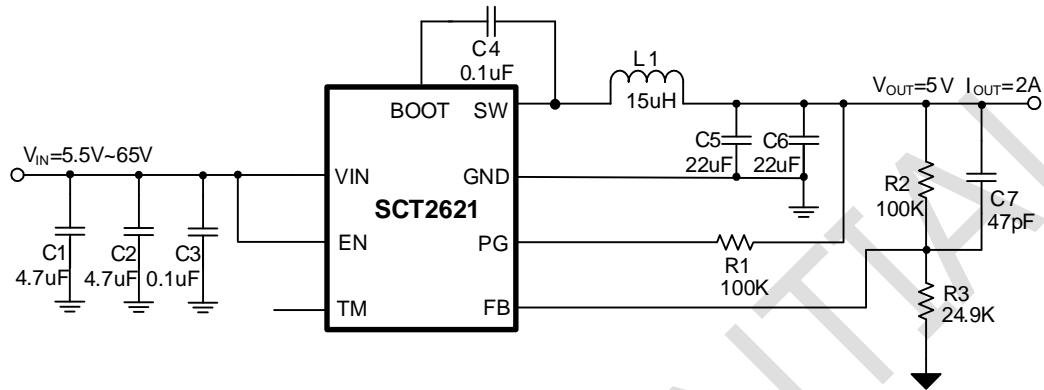 C4
0.1uF
L1
15uH
BOOT
SW
VOUT=5V IOUT=2A
VIN=5.5V~65V
VIN
GND
SCT2621
EN
PG
TM
FB
C1
4.7uF
C2
4.7uF
C3
0.1uF
C5
22uF
C6
22uF
R1
100K
R2
100K
C7
47pF
R3
24.9K